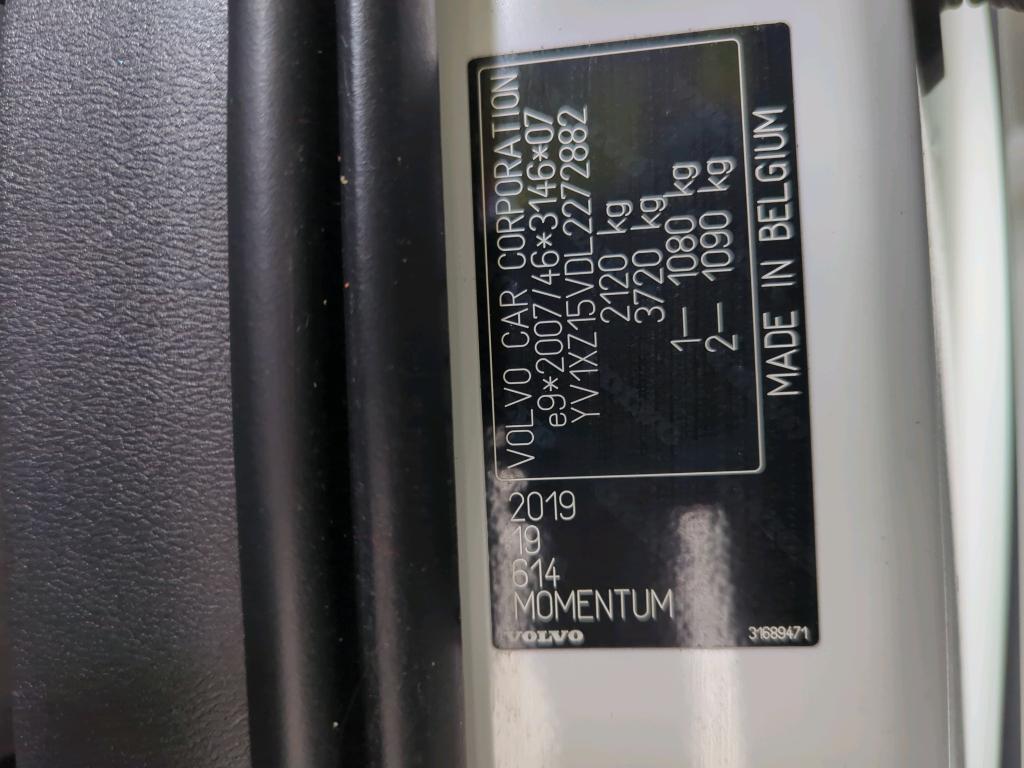 VOLVO CAR CORPORATION
e9*2007/46*3146*07
YV1XZ15VDL2272882
2120 kg
3720 kg
1— 1080 kg
2— 1090 kg
MADE IN BELGIUM
2019
19
614
MOMENTUM
VOLVO
31689471